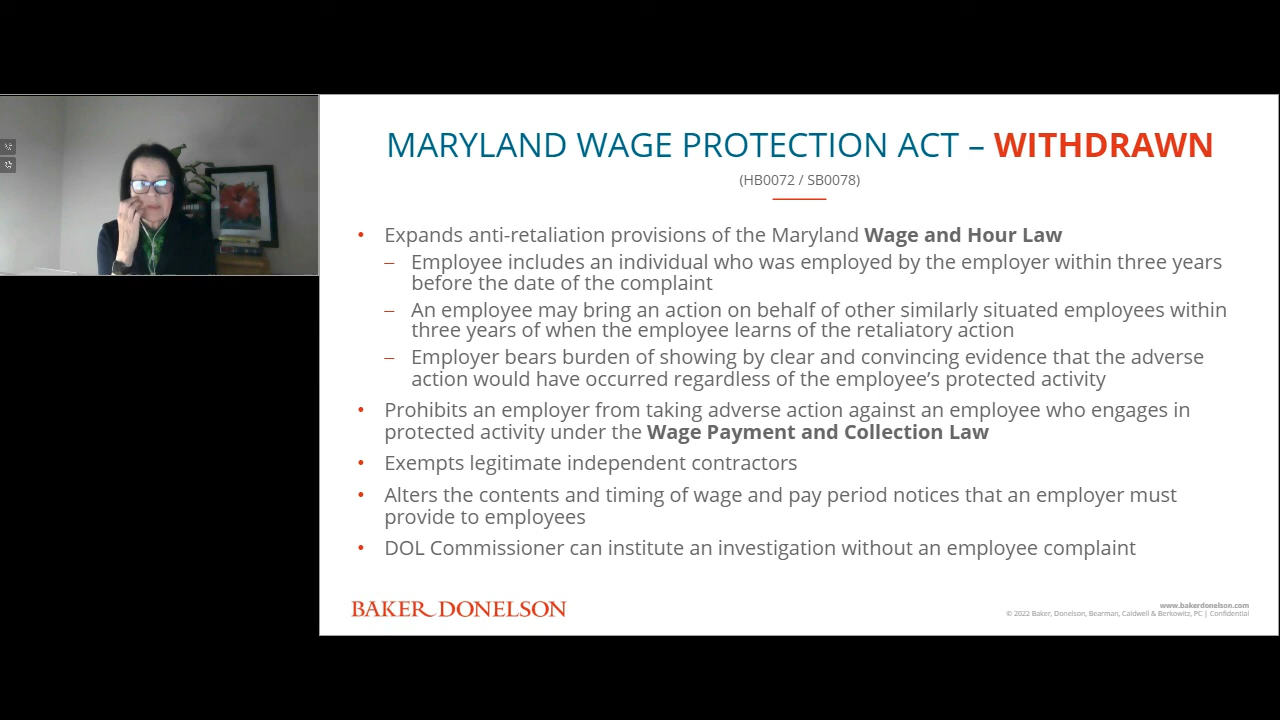 MARYLAND WAGE PROTECTION ACT – WITHDRAWN
(HB0072 / SB0078)
• Expands anti-retaliation provisions of the Maryland Wage and Hour Law
– Employee includes an individual who was employed by the employer within three years
before the date of the complaint
– An employee may bring an action on behalf of other similarly situated employees within
three years of when the employee learns of the retaliatory action
– Employer bears burden of showing by clear and convincing evidence that the adverse
action would have occurred regardless of the employee’s protected activity
• Prohibits an employer from taking adverse action against an employee who engages in
protected activity under the Wage Payment and Collection Law
• Exempts legitimate independent contractors
• Alters the contents and timing of wage and pay period notices that an employer must
provide to employees
• DOL Commissioner can institute an investigation without an employee complaint
BAKER DONELSON
www.bakerdonelson.com
© 2022 Baker, Donelson, Bearman, Caldwell & Berkowitz, PC | Confidential